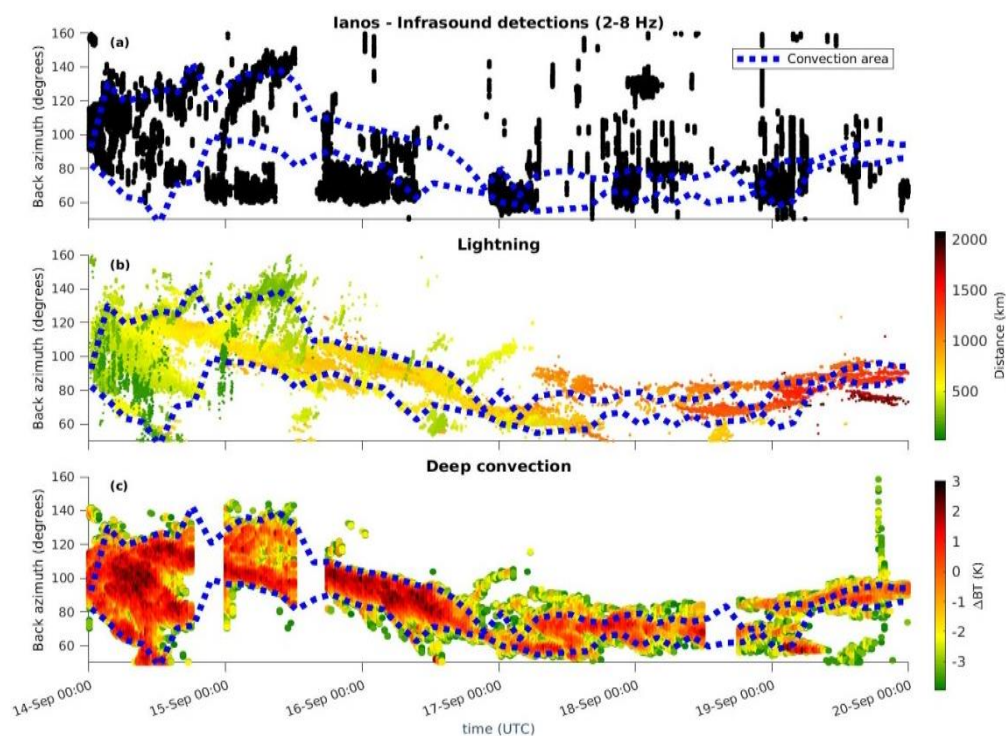 Ianos - Infrasound detections (2-8 Hz)
(a)
Convection area
Back azimuth (degrees)
160
140
120
100
80
60
Lightning
(b)
Back azimuth (degrees)
160
140
120
100
80
60
2000
1500
1000
500
Distance (km)
Deep convection
(c)
Back azimuth (degrees)
160
140
120
100
80
60
3
2
1
0
-1
-2
-3
ΔBT (K)
14-Sep 00:00
15-Sep 00:00
16-Sep 00:00
17-Sep 00:00
18-Sep 00:00
19-Sep 00:00
20-Sep 00:00
time (UTC)